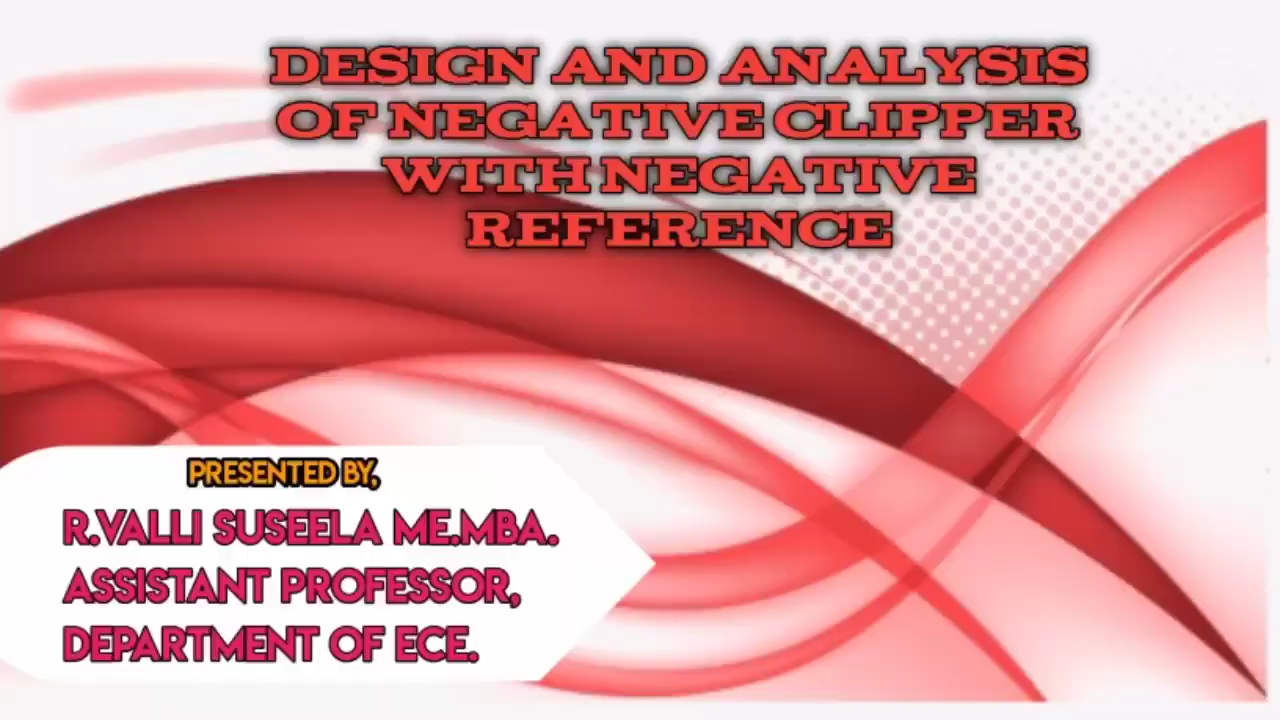 DESIGN AND ANALYSIS
OF NEGATIVE CLIPPER
WITH NEGATIVE
REFERENCE
PRESENTED BY,
R.VALLI SUSEELA ME.MBA.
ASSISTANT PROFESSOR,
DEPARTMENT OF ECE.